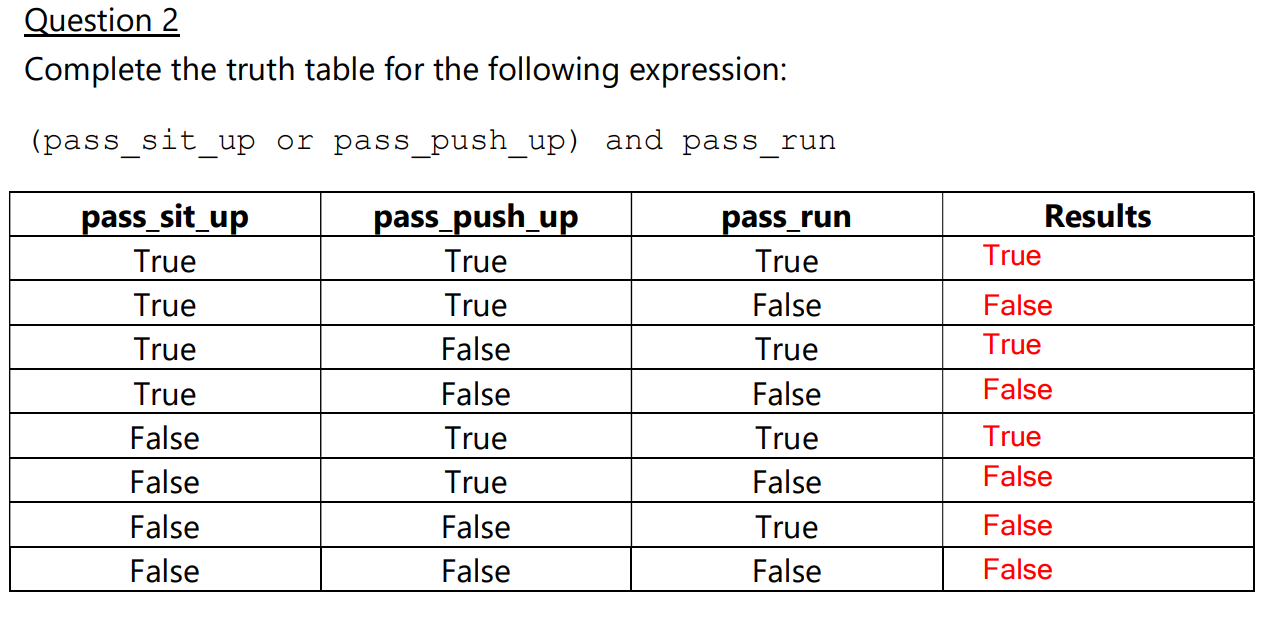 Question 2
Complete the truth table for the following expression:
(pass_sit_up or pass_push_up) and pass_run
pass_sit_up pass_push_up pass_run Results
True True True True
True True False False
True False True True
True False False False
False True True True
False True False False
False False True False
False False False False